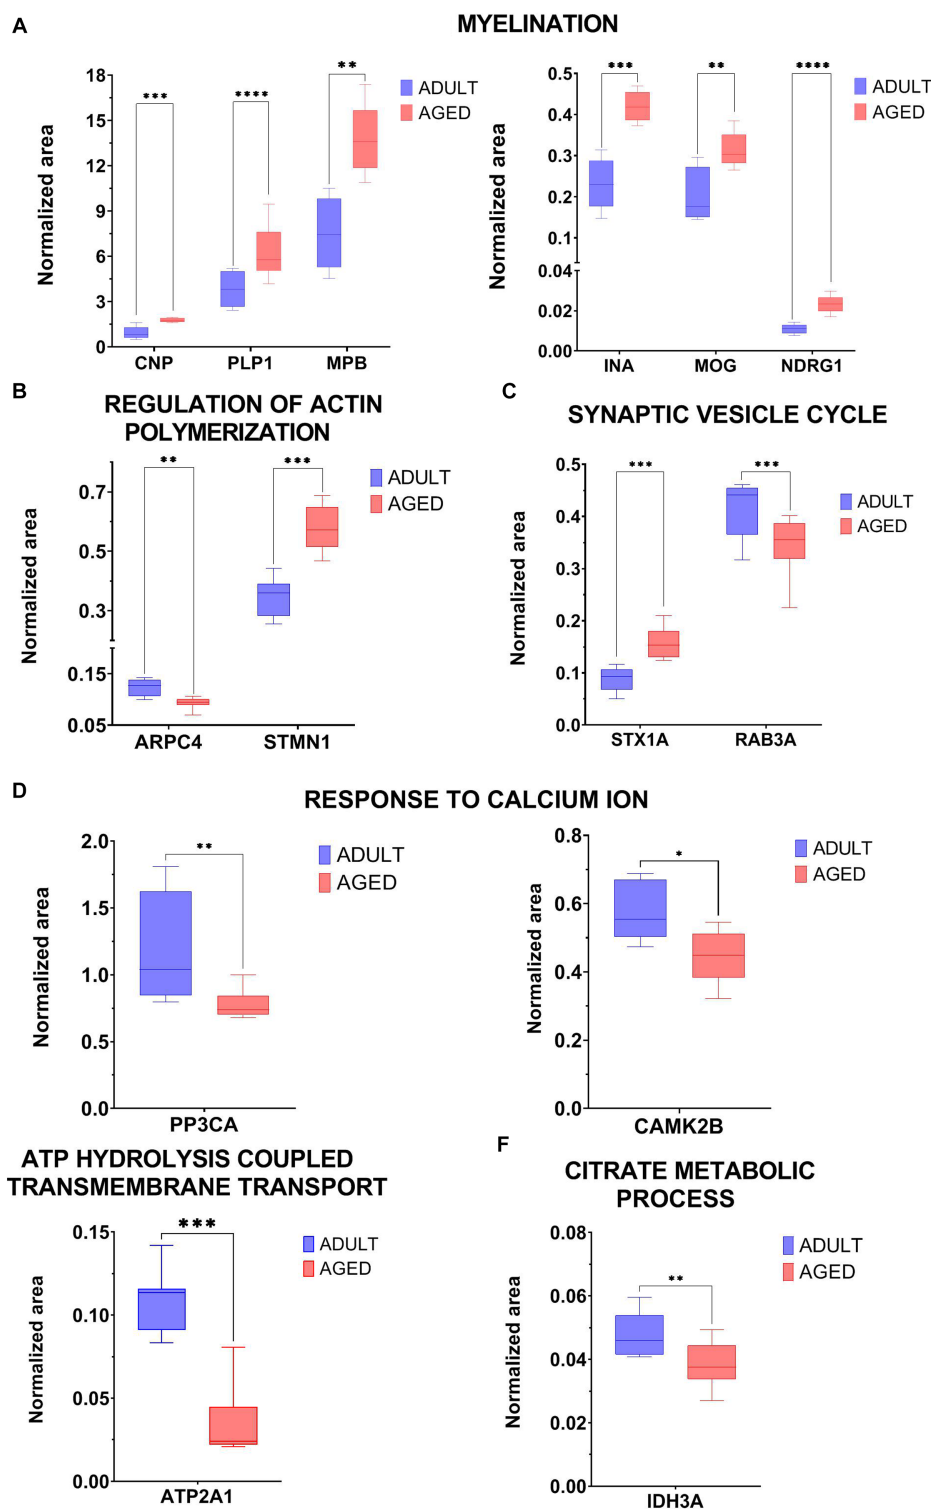 A
MYELINATION
Normalized area
18
15
12
9
6
3
0
***
****
**
CNP
PLP1
MPB
ADULT
AGED
Normalized area
0.5
0.4
0.3
0.2
0.1
0.04
0.02
0.00
***
**
****
INA
MOG
NDRG1
ADULT
AGED
B
REGULATION OF ACTIN
POLYMERIZATION
Normalized area
0.7
0.5
0.3
0.15
0.05
**
***
ARPC4
STMN1
ADULT
AGED
C
SYNAPTIC VESICLE CYCLE
Normalized area
0.5
0.4
0.3
0.2
0.1
0.0
***
***
STX1A
RAB3A
ADULT
AGED
D
RESPONSE TO CALCIUM ION
Normalized area
2.0
1.5
1.0
0.5
0.0
**
PP3CA
ADULT
AGED
Normalized area
0.8
0.6
0.4
0.2
0.0
*
CAMK2B
ADULT
AGED
ATP HYDROLYSIS COUPLED
TRANSMEMBRANE TRANSPORT
Normalized area
0.15
0.10
0.05
0.00
***
ATP2A1
ADULT
AGED
F
CITRATE METABOLIC
PROCESS
Normalized area
0.08
0.06
0.04
0.02
0.00
**
IDH3A
ADULT
AGED